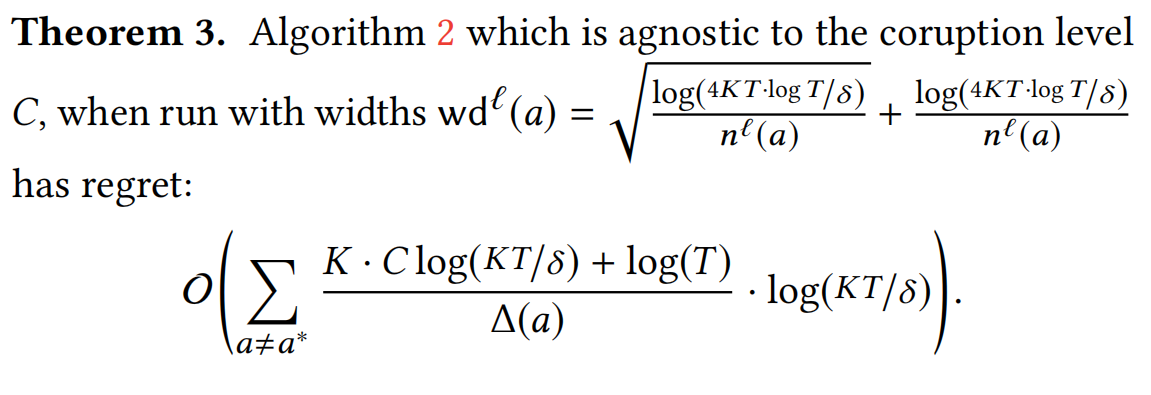 Theorem 3. Algorithm 2 which is agnostic to the coruption level
C, when run with widths wd^ℓ(a) = √(log(4KT·log T/δ) / n^ℓ(a)) + log(4KT·log T/δ) / n^ℓ(a)
has regret:
𝒪(∑_{a≠a*} (K · C log(KT/δ) + log(T)) / Δ(a) · log(KT/δ)).